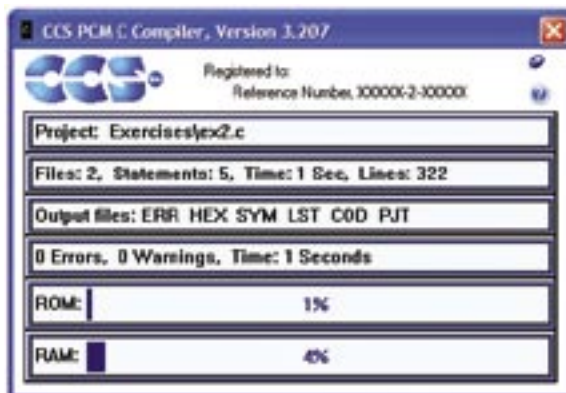 CCS PCM C Compiler, Version 3.207
CCS
Registered to:
Reference Number, XXXXX-2-XXXXX
Project: Exercises\ex2.c
Files: 2, Statements: 5, Time: 1 Sec, Lines: 322
Output files: ERR HEX SYM LST COD PJT
0 Errors, 0 Warnings, Time: 1 Seconds
ROM: 1%
RAM: 4%